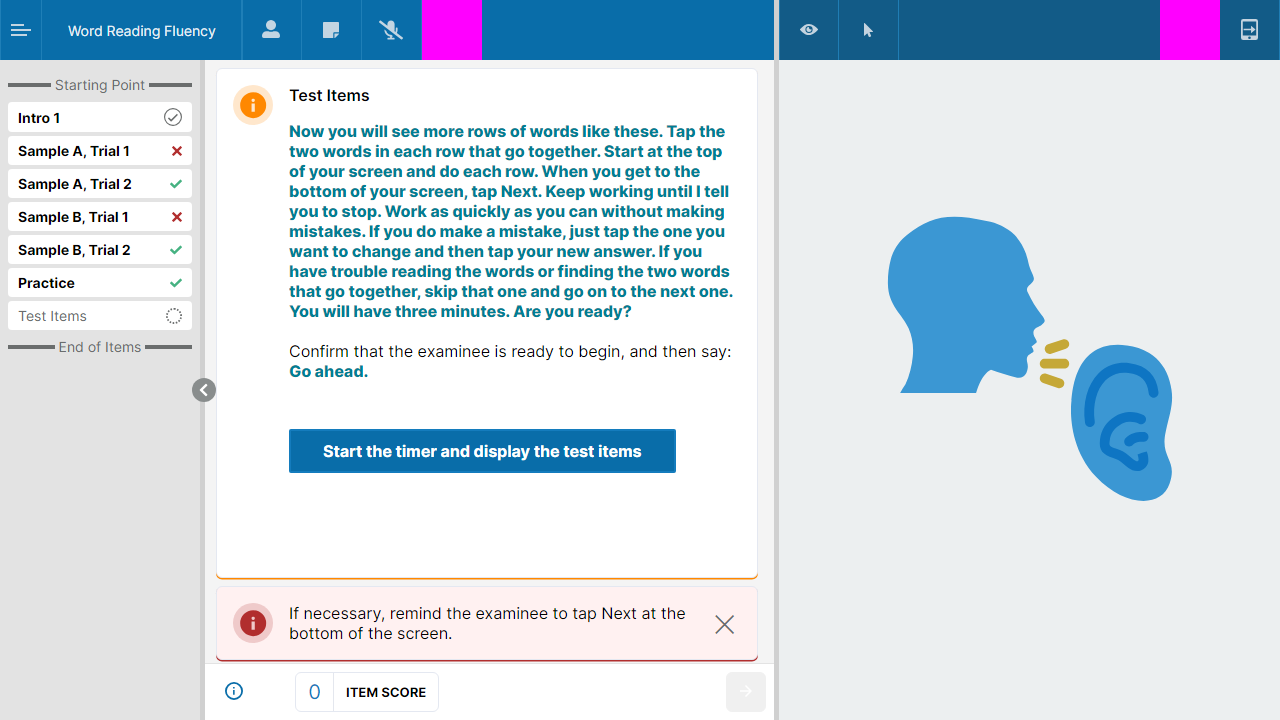 Word Reading Fluency
Starting Point
Intro 1
Sample A, Trial 1
Sample A, Trial 2
Sample B, Trial 1
Sample B, Trial 2
Practice
Test Items
End of Items
Test Items
Now you will see more rows of words like these. Tap the
two words in each row that go together. Start at the top
of your screen and do each row. When you get to the
bottom of your screen, tap Next. Keep working until I tell
you to stop. Work as quickly as you can without making
mistakes. If you do make a mistake, just tap the one you
want to change and then tap your new answer. If you
have trouble reading the words or finding the two words
that go together, skip that one and go on to the next one.
You will have three minutes. Are you ready?
Confirm that the examinee is ready to begin, and then say:
Go ahead.
Start the timer and display the test items
If necessary, remind the examinee to tap Next at the
bottom of the screen.
0 ITEM SCORE